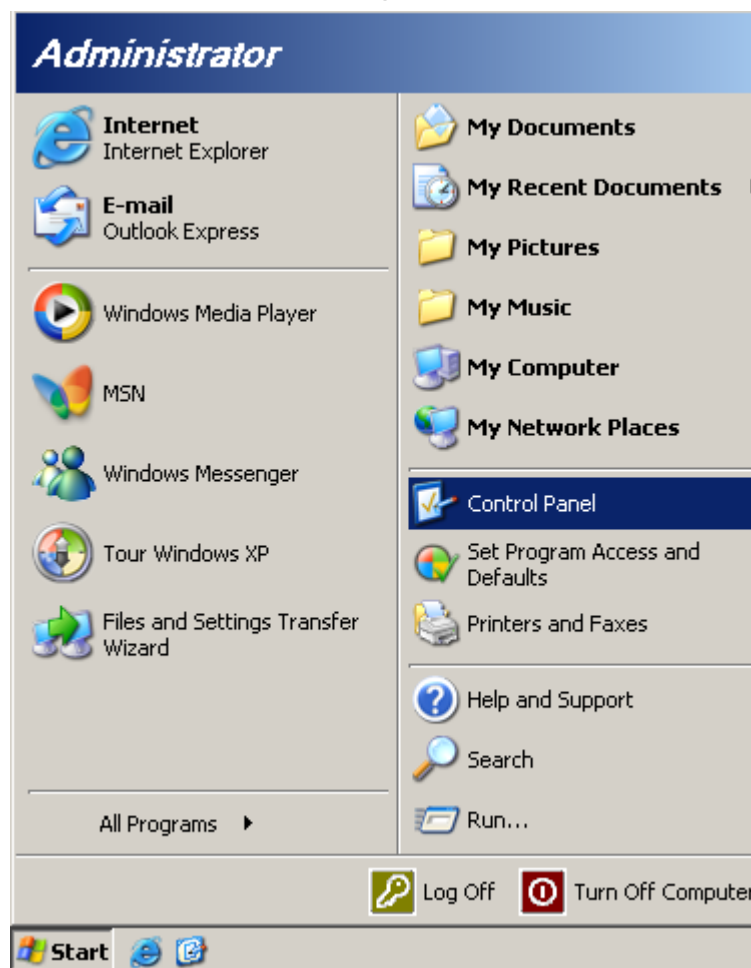 Administrator
Internet
Internet Explorer
E-mail
Outlook Express
Windows Media Player
MSN
Windows Messenger
Tour Windows XP
Files and Settings Transfer
Wizard
All Programs
My Documents
My Recent Documents
My Pictures
My Music
My Computer
My Network Places
Control Panel
Set Program Access and
Defaults
Printers and Faxes
Help and Support
Search
Run...
Log Off
Turn Off Computer
Start